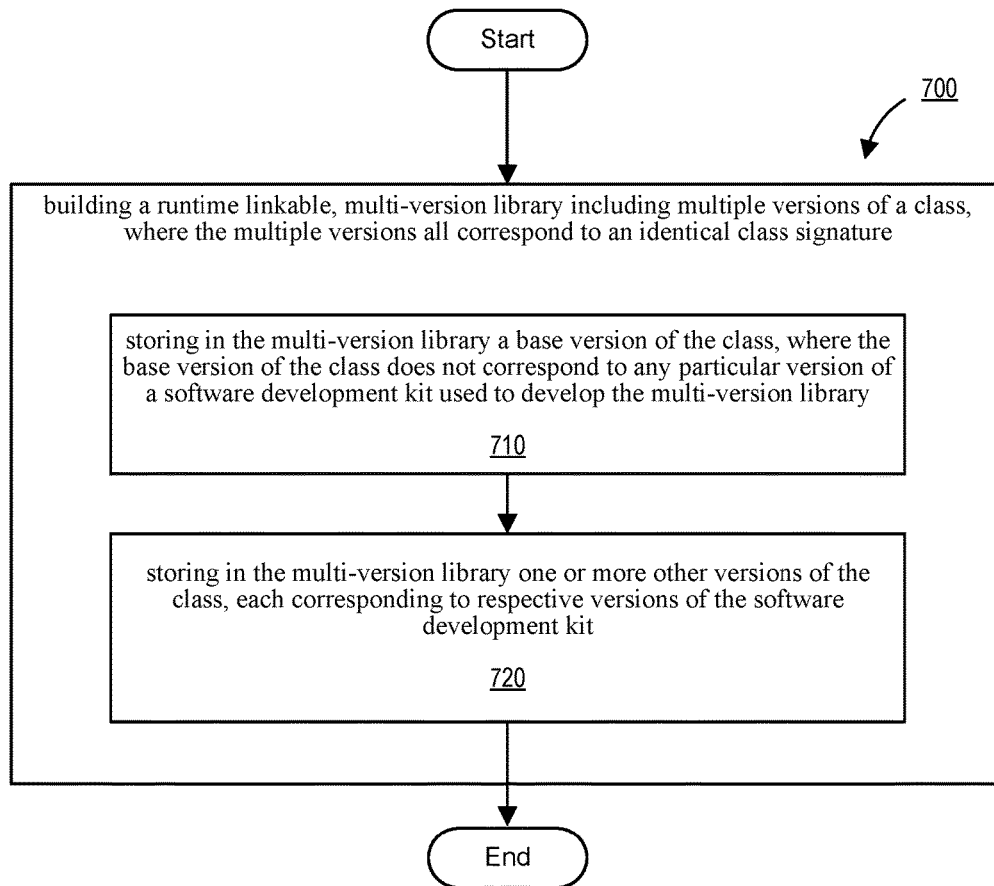 Start
700
building a runtime linkable, multi-version library including multiple versions of a class,
where the multiple versions all correspond to an identical class signature
storing in the multi-version library a base version of the class, where the
base version of the class does not correspond to any particular version of
a software development kit used to develop the multi-version library
710
storing in the multi-version library one or more other versions of the
class, each corresponding to respective versions of the software
development kit
720
End